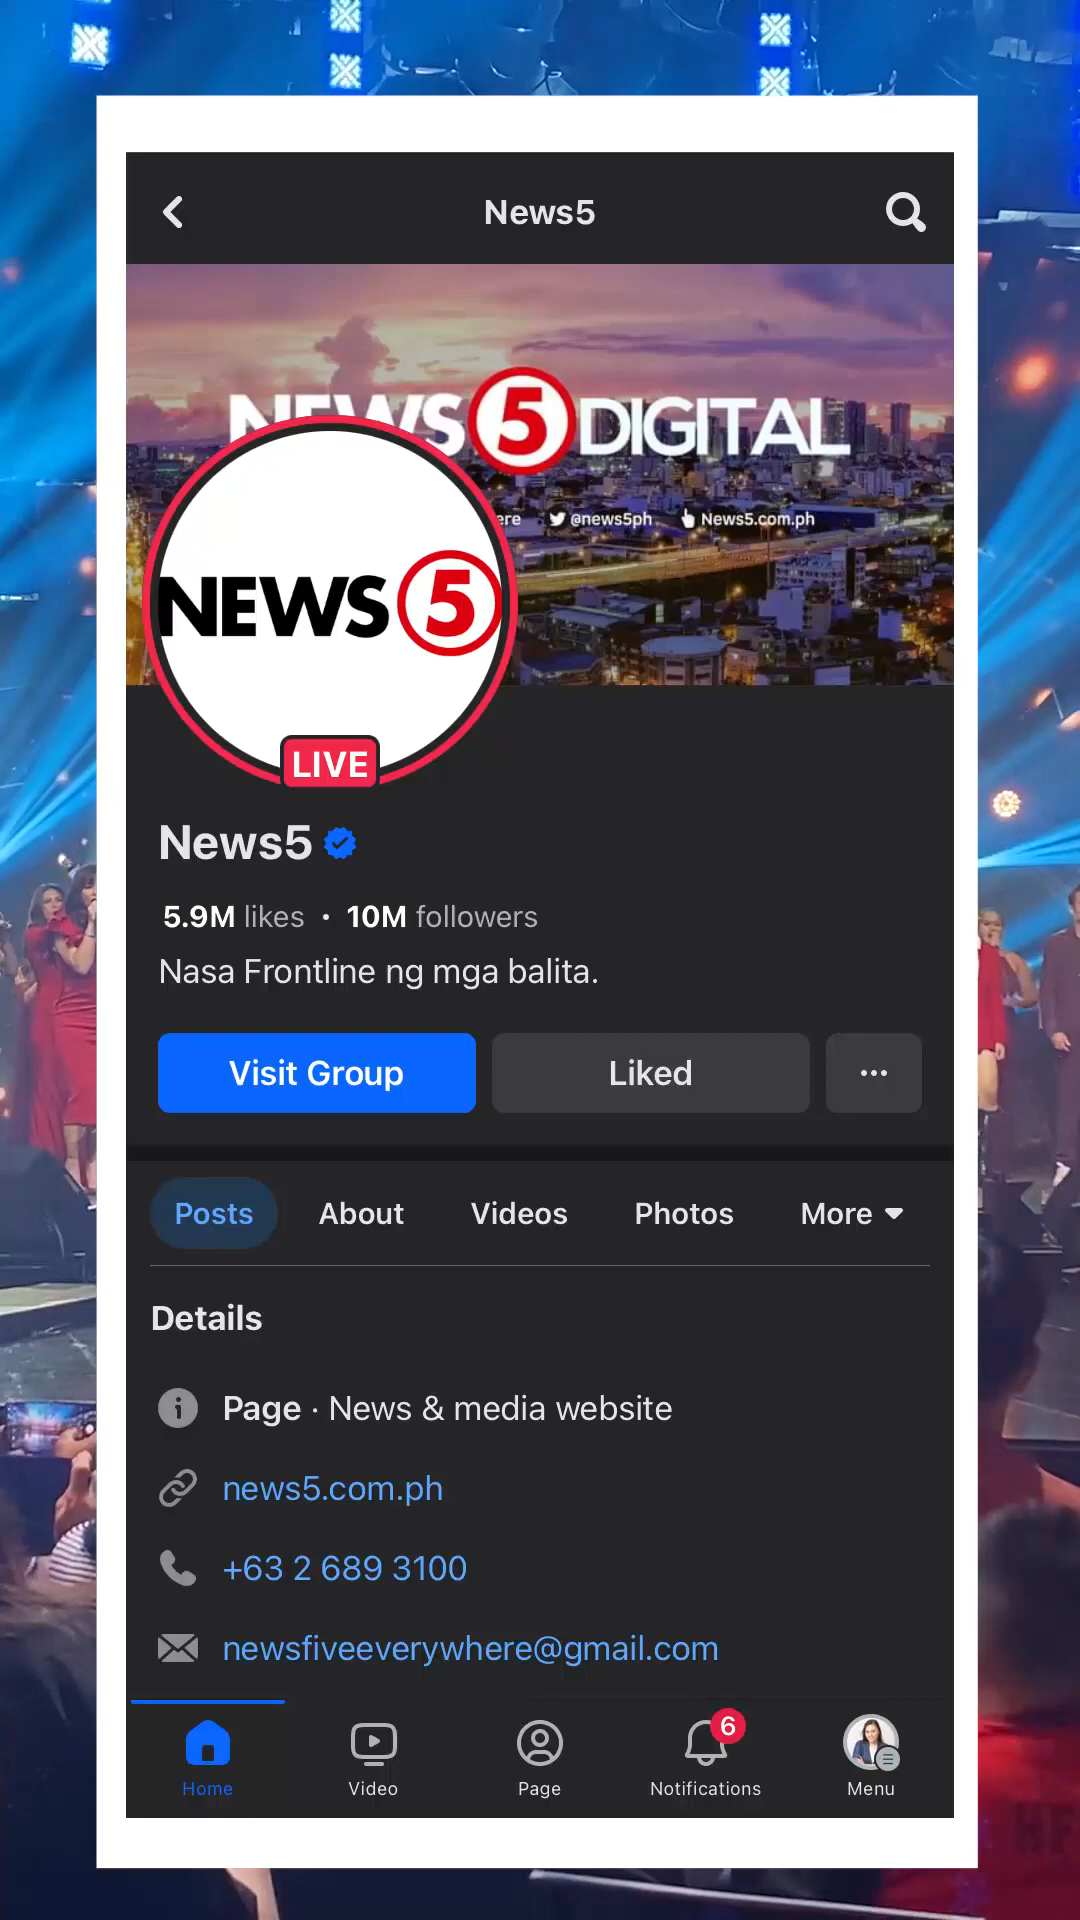 News5
NEWS 5 DIGITAL
ere @news5ph News5.com.ph
NEWS 5
LIVE
News5
5.9M likes • 10M followers
Nasa Frontline ng mga balita.
Visit Group Liked ...
Posts About Videos Photos More
Details
Page · News & media website
news5.com.ph
+63 2 689 3100
newsfiveeverywhere@gmail.com
6
Home Video Page Notifications Menu